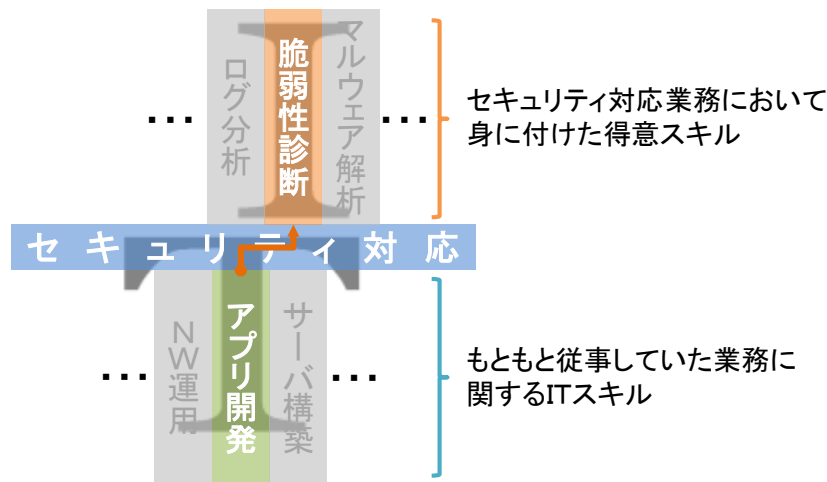 ログ分析
脆弱性診断
マルウェア解析
・・・
・・・
セキュリティ対応業務において
身に付けた得意スキル
セキュリティ対応
NW運用
アプリ開発
サーバ構築
・・・
・・・
もともと従事していた業務に
関するITスキル